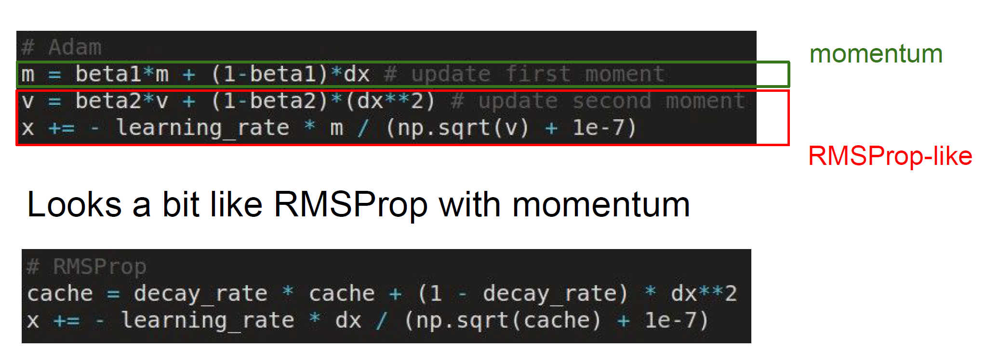 # Adam
momentum
m = beta1*m + (1-beta1)*dx # update first moment
v = beta2*v + (1-beta2)*(dx**2) # update second moment
x += - learning_rate * m / (np.sqrt(v) + 1e-7)
RMSProp-like
Looks a bit like RMSProp with momentum
# RMSProp
cache = decay_rate * cache + (1 - decay_rate) * dx**2
x += - learning_rate * dx / (np.sqrt(cache) + 1e-7)